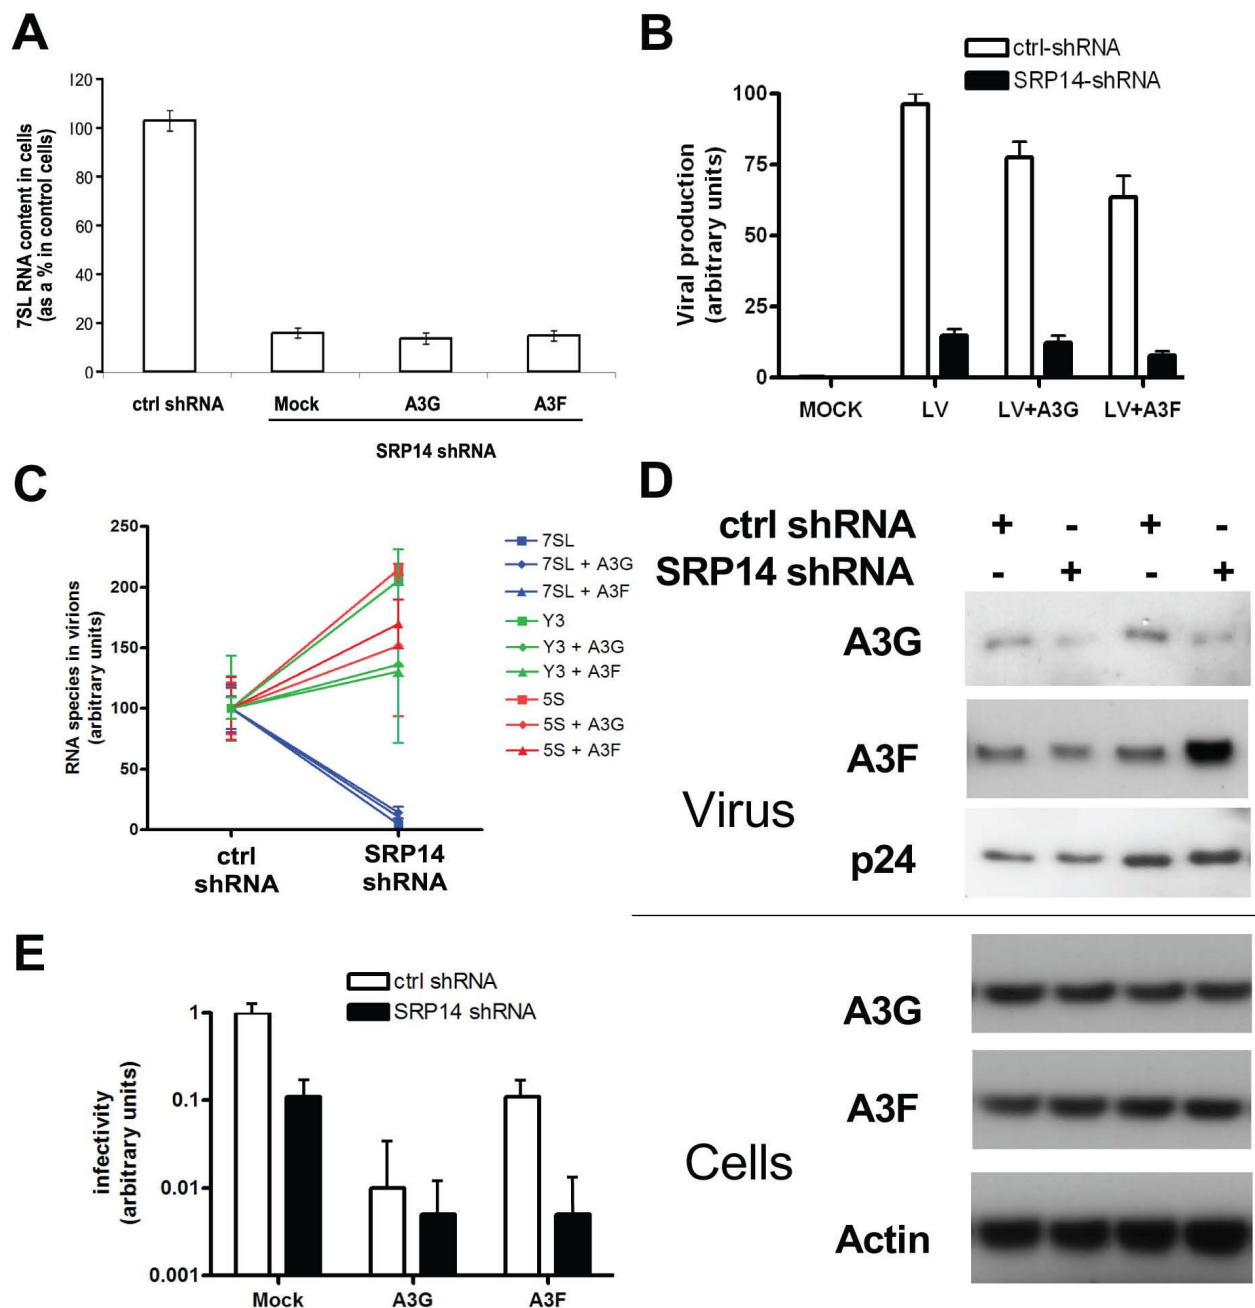 A
7SL RNA content in cells
(as a % in control cells)
120
100
80
60
40
20
0
ctrl shRNA
Mock
A3G
A3F
SRP14 shRNA
B
ctrl-shRNA
SRP14-shRNA
Viral production
(arbitrary units)
100
75
50
25
0
MOCK
LV
LV+A3G
LV+A3F
C
RNA species in virions
(arbitrary units)
250
200
150
100
50
0
ctrl
shRNA
SRP14
shRNA
7SL
7SL + A3G
7SL + A3F
Y3
Y3 + A3G
Y3 + A3F
5S
5S + A3G
5S + A3F
D
ctrl shRNA + - + -
SRP14 shRNA - + - +
A3G
A3F
Virus
p24
A3G
A3F
Cells
Actin
E
ctrl shRNA
SRP14 shRNA
infectivity
(arbitrary units)
1
0.1
0.01
0.001
Mock
A3G
A3F